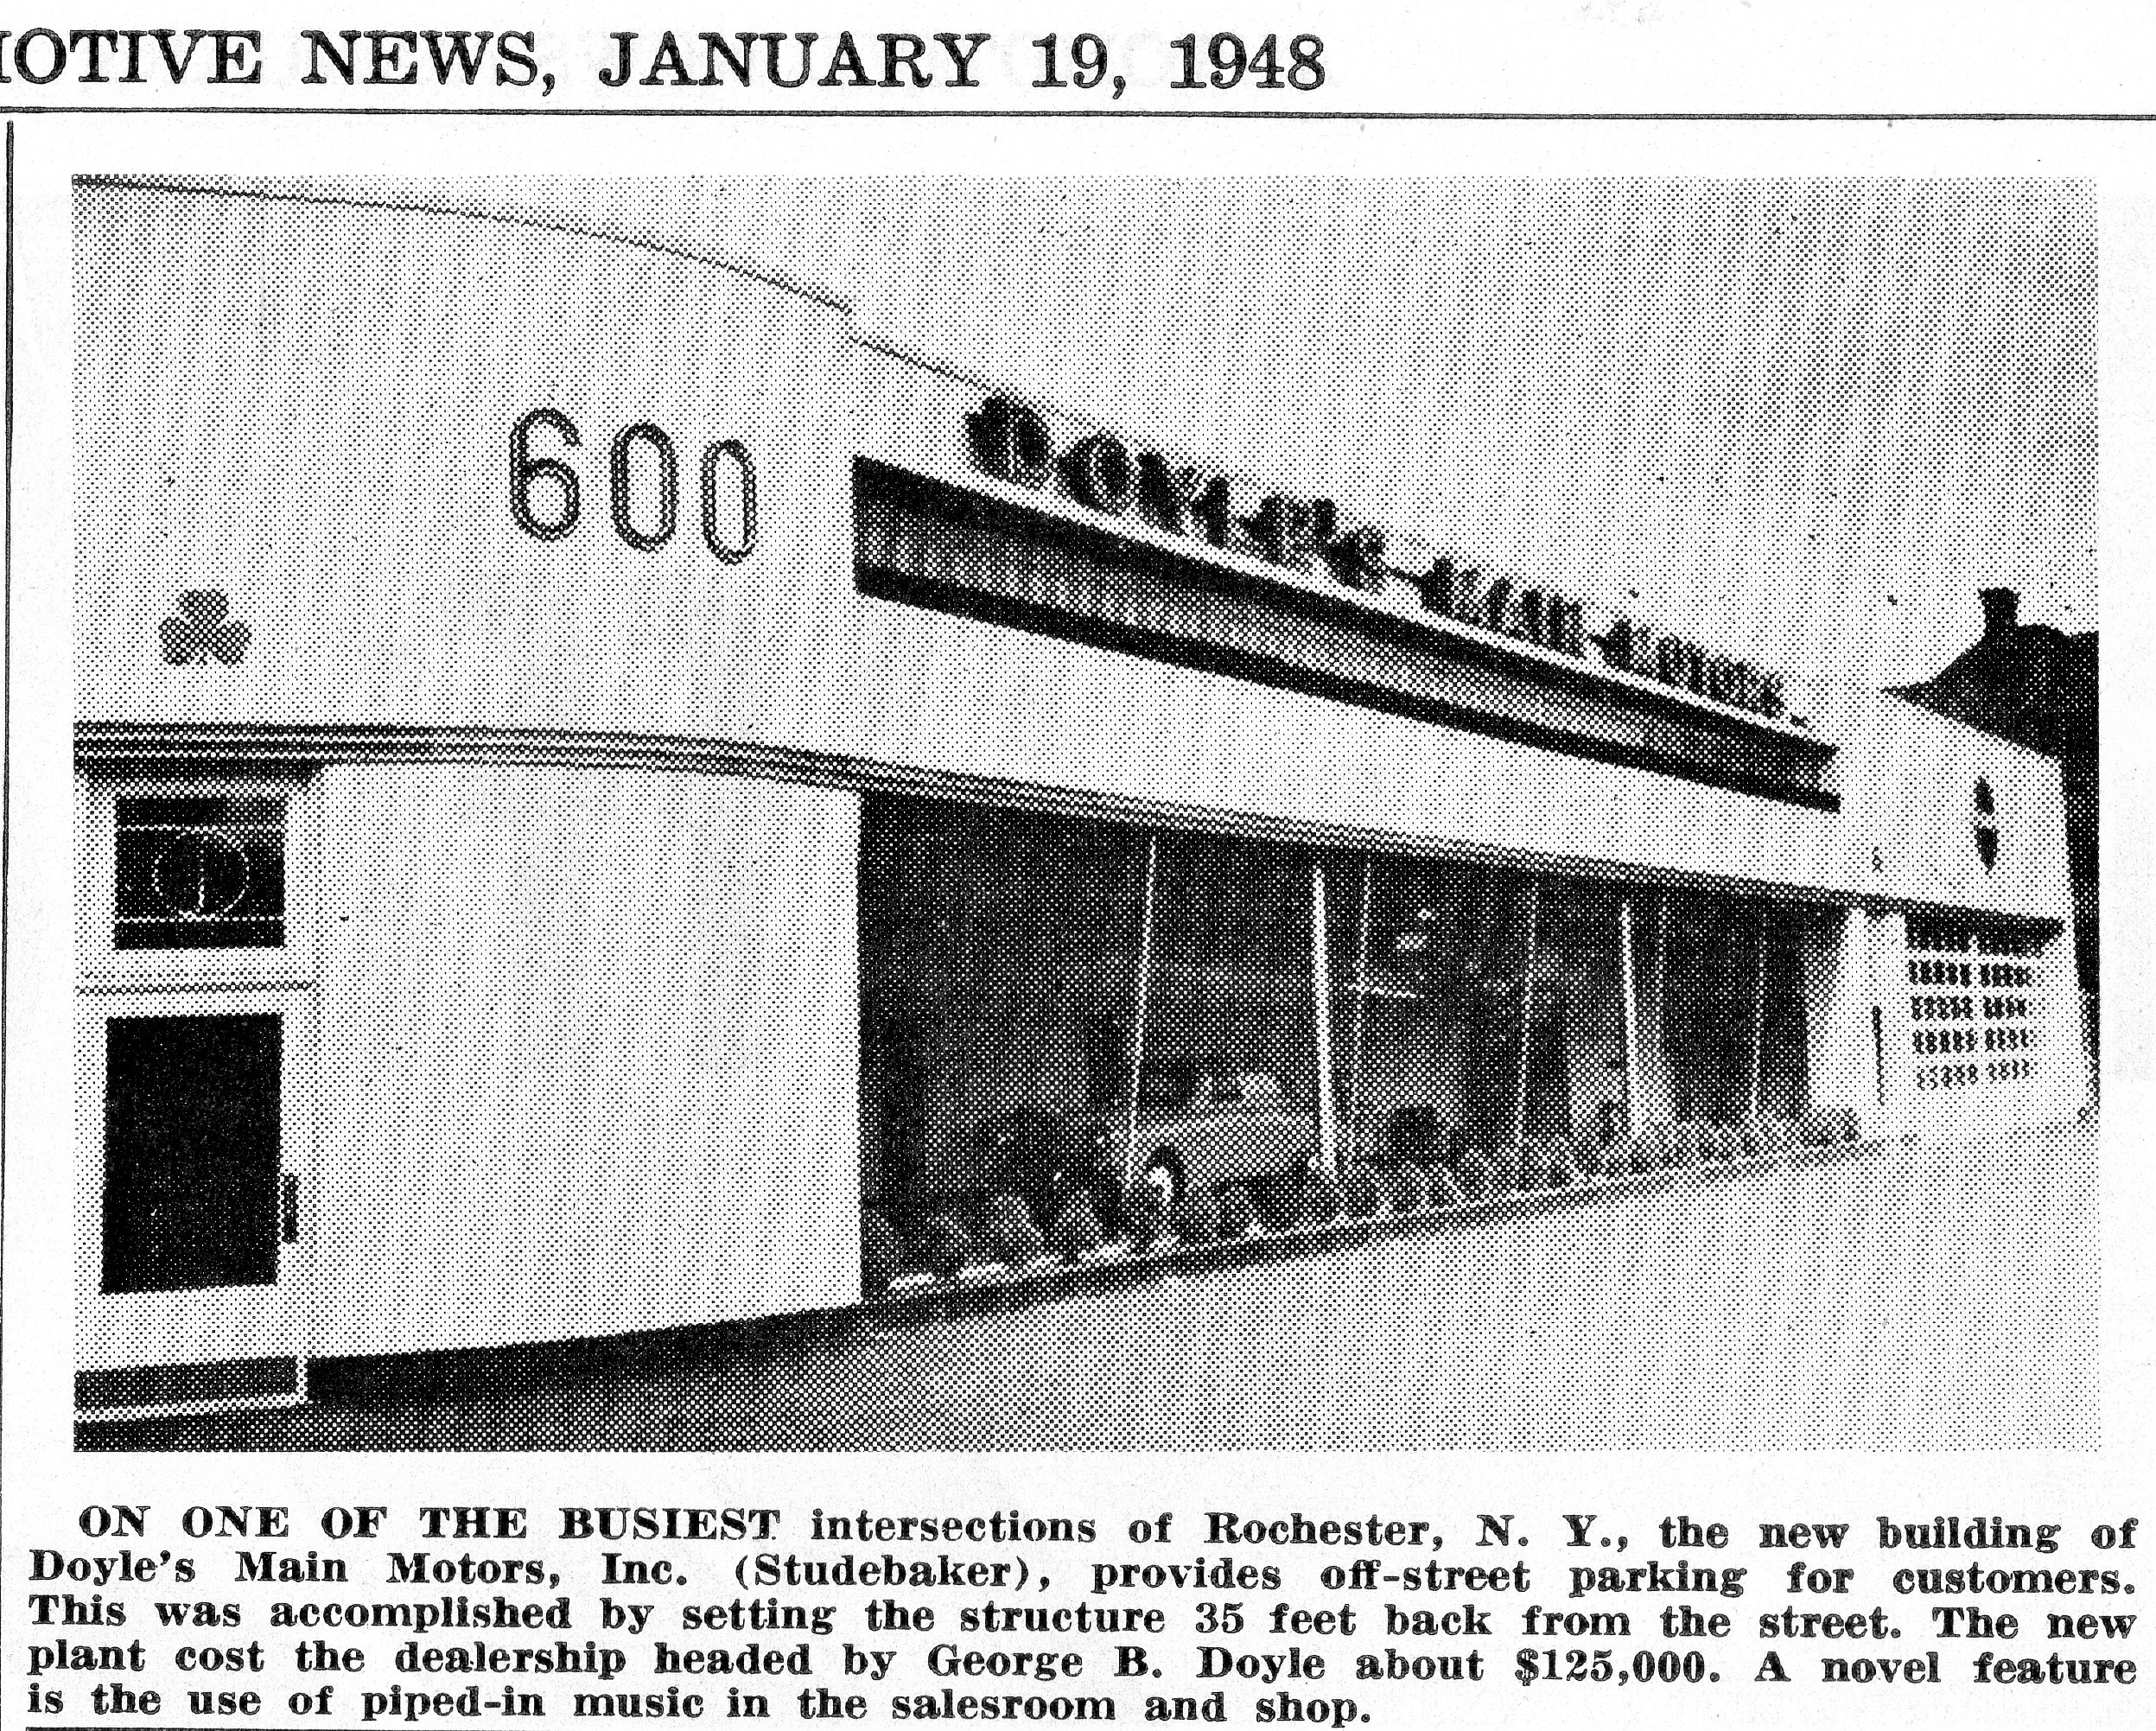 NEWS, JANUARY 19, 1948
600
DOYLE'S MAIN MOTORS
ON ONE OF THE BUSIEST intersections of Rochester, N. Y., the new building of
Doyle's Main Motors, Inc. (Studebaker), provides off-street parking for customers.
This was accomplished by setting the structure 35 feet back from the street. The new
plant cost the dealership headed by George B. Doyle about $125,000. A novel feature
is the use of piped-in music in the salesroom and shop.